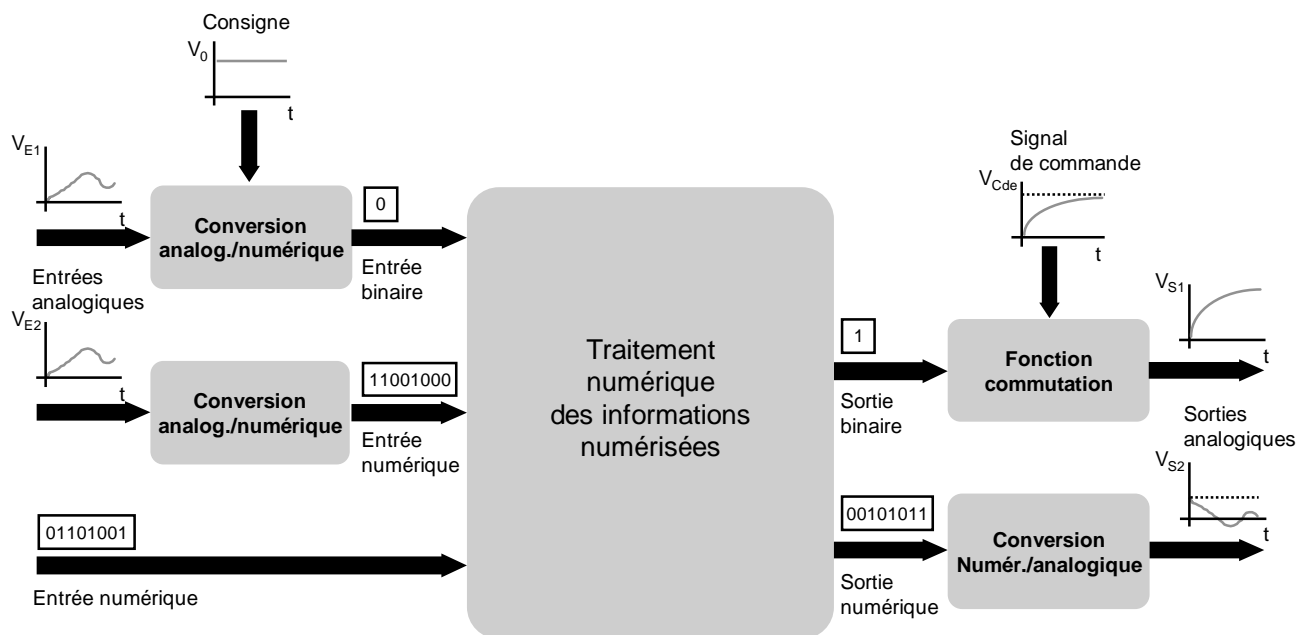 Consigne
V0
t
VE1
t
Conversion
analog./numérique
0
Entrée
binaire
Entrées
analogiques
VE2
t
Conversion
analog./numérique
11001000
Entrée
numérique
01101001
Entrée numérique
Traitement
numérique
des informations
numérisées
Signal
de commande
VCde
t
1
Sortie
binaire
Fonction
commutation
VS1
t
Sorties
analogiques
VS2
t
00101011
Sortie
numérique
Conversion
Numér./analogique